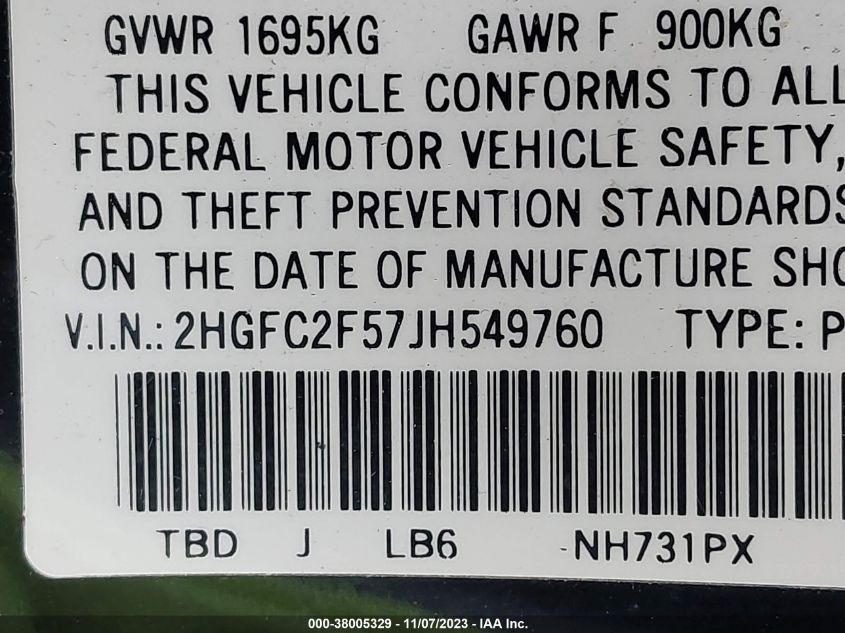 GVWR 1695KG GAWR F 900KG
THIS VEHICLE CONFORMS TO ALL
FEDERAL MOTOR VEHICLE SAFETY,
AND THEFT PREVENTION STANDARDS
ON THE DATE OF MANUFACTURE SHO
V.I.N.: 2HGFC2F57JH549760 TYPE: P
TBD J LB6 -NH731PX
000-38005329 - 11/07/2023 - IAA Inc.